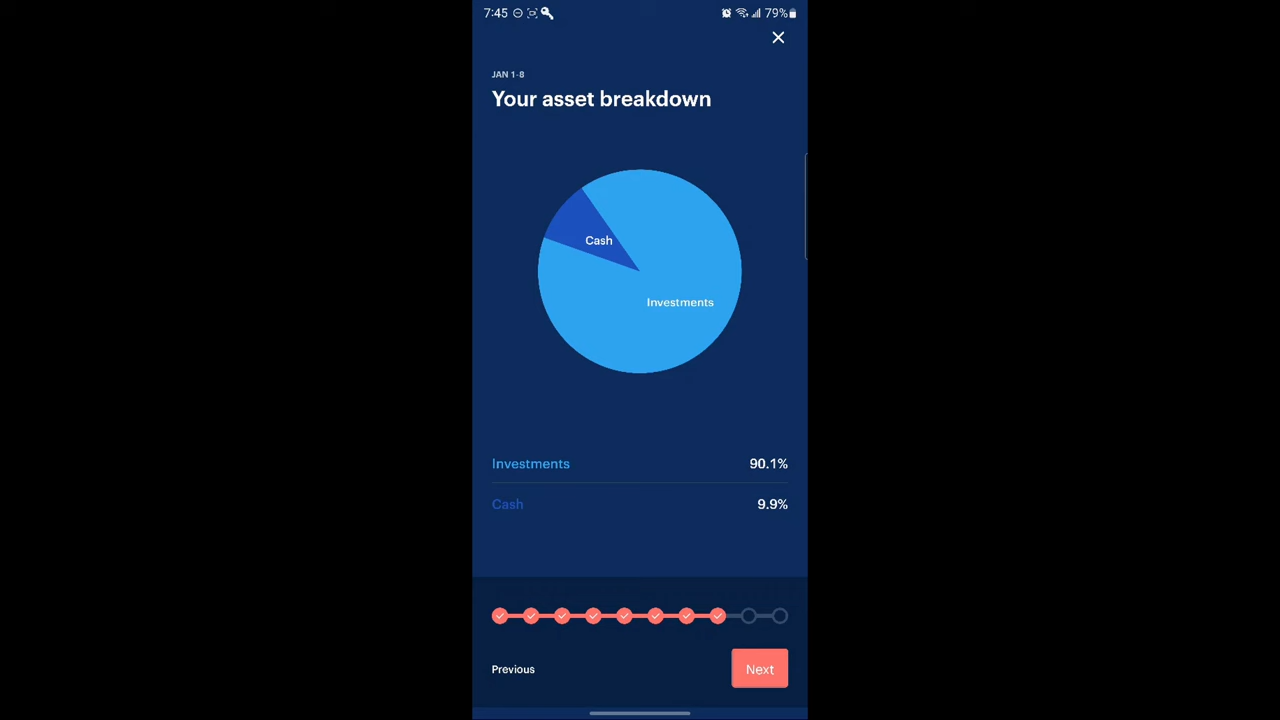 7:45 79%
JAN 1-8
Your asset breakdown
Cash
Investments
Investments 90.1%
Cash 9.9%
Previous Next